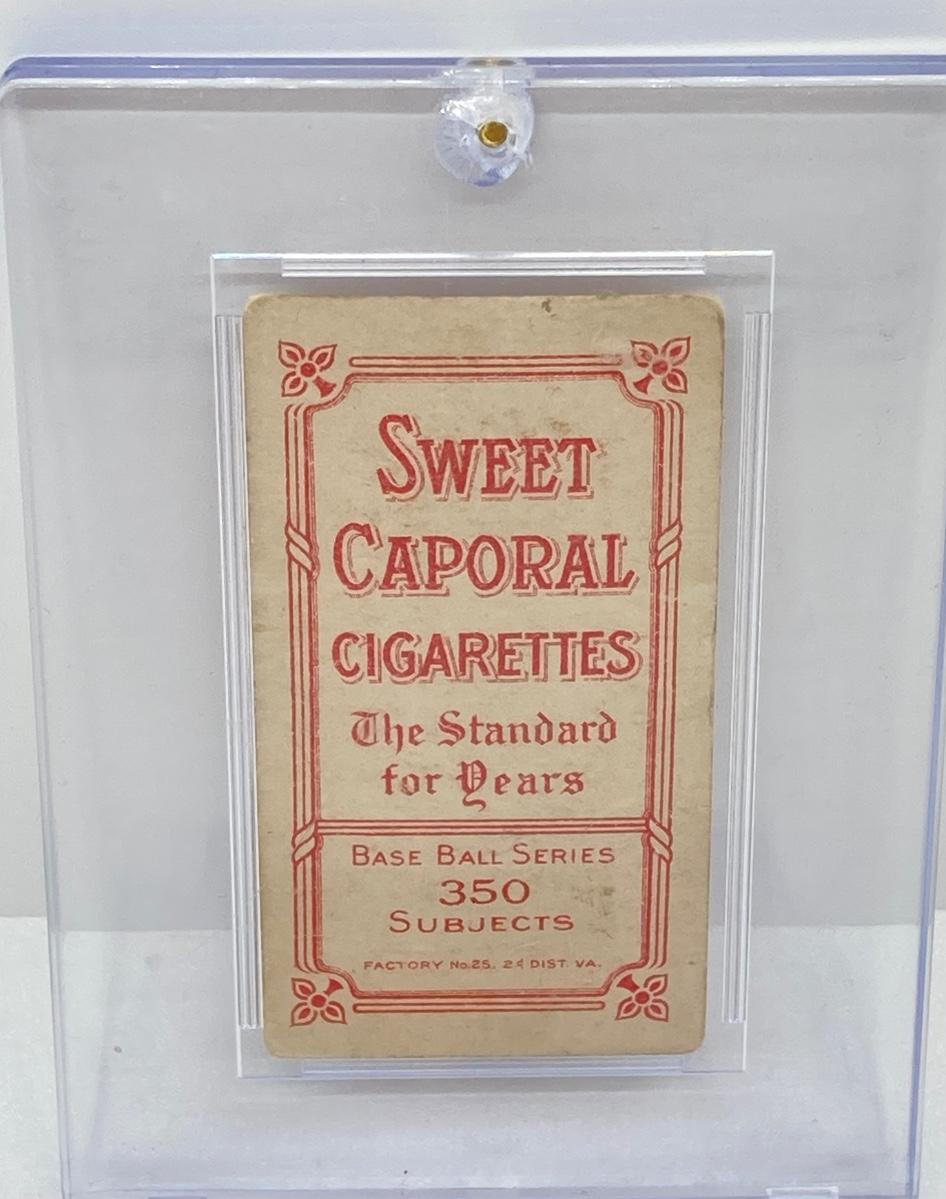 SWEET
CAPORAL
CIGARETTES
The Standard
for Years
BASE BALL SERIES
350
SUBJECTS
FACTORY No. 25. 2d DIST. VA.